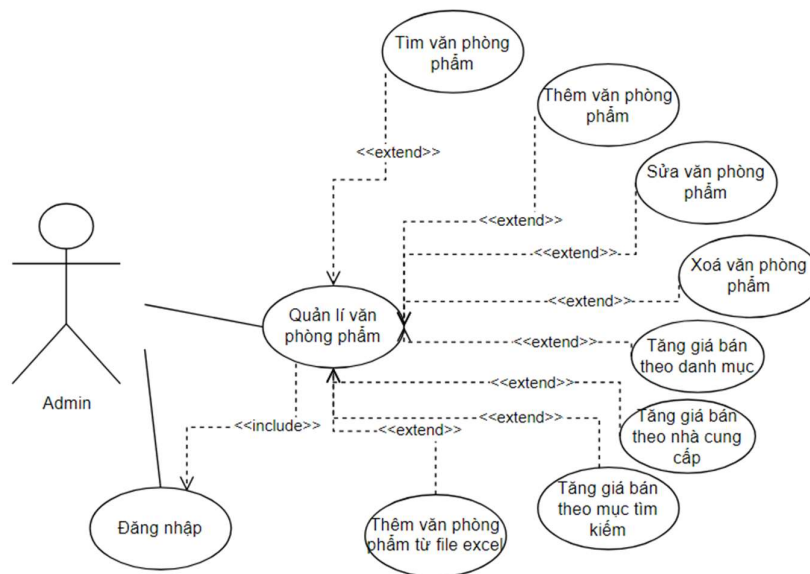 Tìm văn phòng
phẩm
Thêm văn phòng
phẩm
<<extend>>
Sửa văn phòng
phẩm
<<extend>>
<<extend>>
Xoá văn phòng
phẩm
<<extend>>
Quản lí văn
phòng phẩm
<<extend>>
Tăng giá bán
theo danh mục
Admin
<<extend>>
Tăng giá bán
theo nhà cung
cấp
<<include>>
<<extend>>
<<extend>>
Tăng giá bán
theo mục tìm
kiếm
Đăng nhập
Thêm văn phòng
phẩm từ file excel